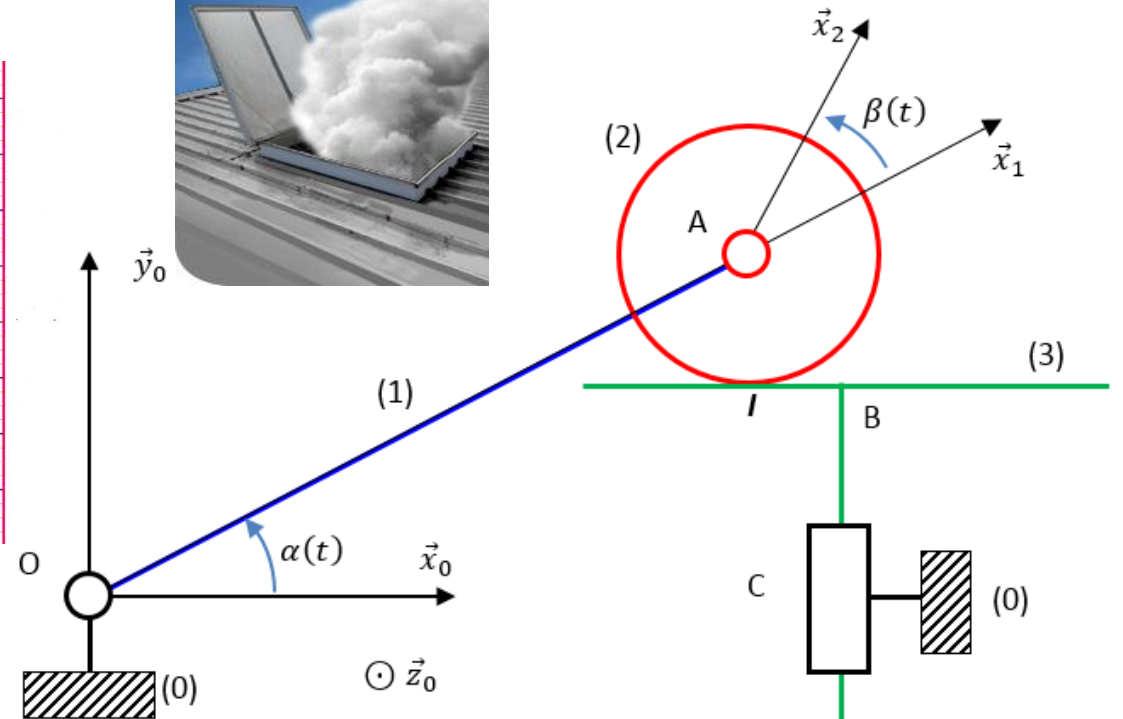 x⃗₂
β(t)
(2)
x⃗₁
A
y⃗₀
(3)
(1)
I
B
O
α(t)
x⃗₀
C
(0)
z⃗₀
(0)